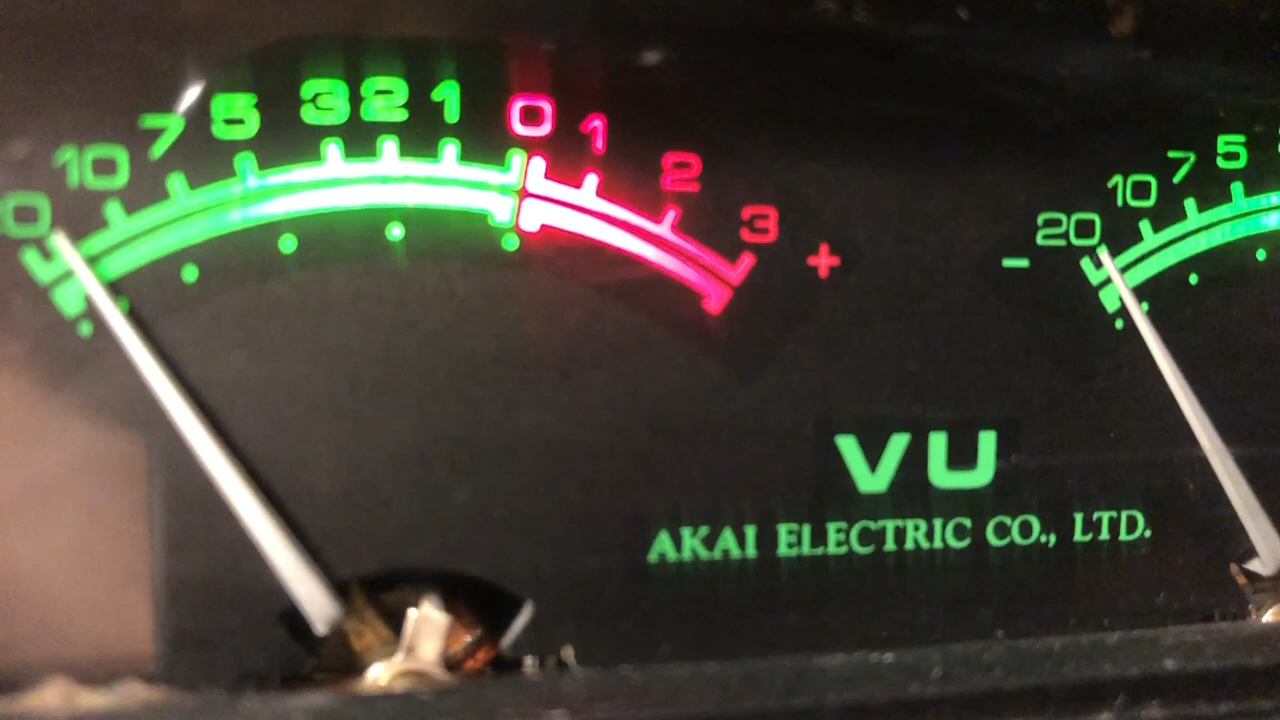 0 10 7 5 3 2 1 0 1 2 3 +
- 20 10 7 5
VU
AKAI ELECTRIC CO., LTD.